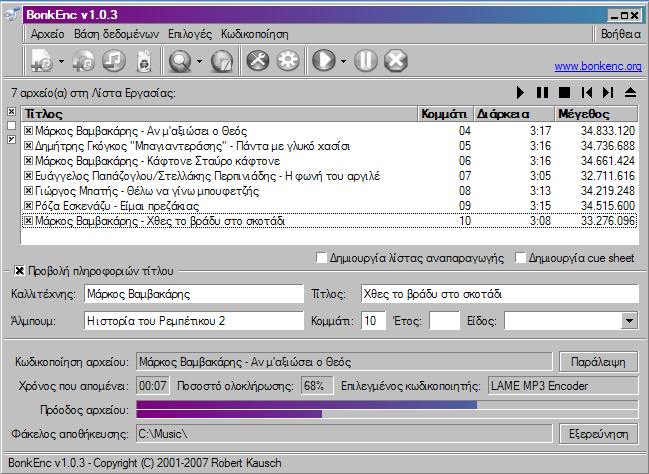 BonkEnc v1.0.3
Αρχείο Βάση δεδομένων Επιλογές Κωδικοποίηση Βοήθεια
www.bonkenc.org
7 αρχείο(α) στη Λίστα Εργασίας:
Τίτλος Κομμάτι Διάρκεια Μέγεθος
Μάρκος Βαμβακάρης - Αν μ'αξιώσει ο Θεός 04 3:17 34.833.120
Δημήτρης Γκόγκος "Μπαγιαντεράσης" - Πάντα με γλυκό χασίσι 05 3:16 34.736.688
Μάρκος Βαμβακάρης - Κάφτονε Σταύρο κάφτονε 06 3:16 34.661.424
Ευάγγελος Παπάζογλου/Στελλάκης Περπινιάδης - Η φωνή του αργιλέ 07 3:05 32.711.616
Γιώργος Μπατής - Θέλω να γίνω μπουφετζής 08 3:13 34.219.248
Ρόζα Εσκενάζυ - Είμαι πρεζάκιας 09 3:15 34.515.600
Μάρκος Βαμβακάρης - Χθες το βράδυ στο σκοτάδι 10 3:08 33.276.096
Δημιουργία λίστας αναπαραγωγής Δημιουργία cue sheet
Προβολή πληροφοριών τίτλου
Καλλιτέχνης: Μάρκος Βαμβακάρης Τίτλος: Χθες το βράδυ στο σκοτάδι
Άλμπουμ: Η ιστορία του Ρεμπέτικου 2 Κομμάτι: 10 Έτος: Είδος:
Κωδικοποίηση αρχείου: Μάρκος Βαμβακάρης - Αν μ'αξιώσει ο Θεός Παράλειψη
Χρόνος που απομένει: 00:07 Ποσοστό ολοκλήρωσης: 68% Επιλεγμένος κωδικοποιητής: LAME MP3 Encoder
Πρόοδος αρχείου:
Φάκελος αποθήκευσης: C:\Music\ Εξερεύνηση
BonkEnc v1.0.3 - Copyright (C) 2001-2007 Robert Kausch